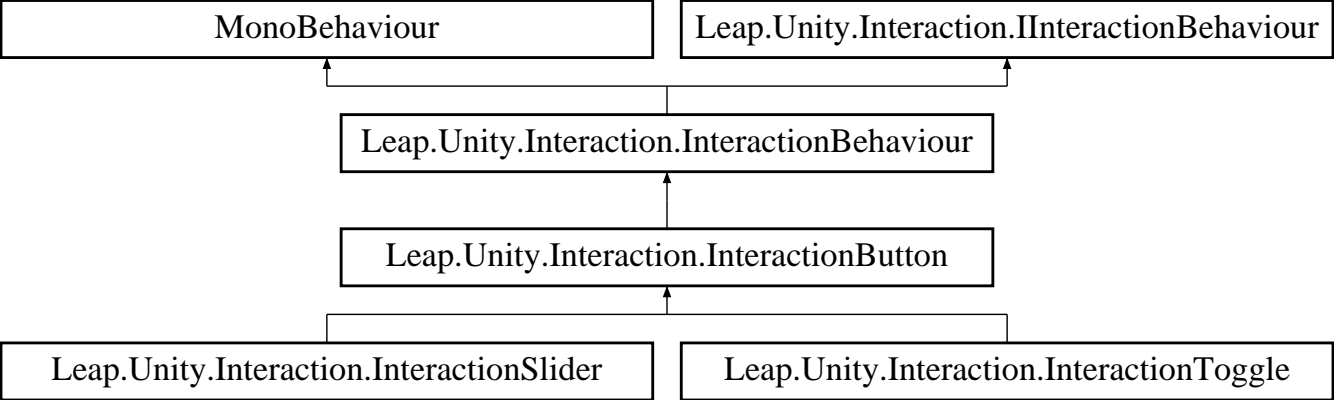 MonoBehaviour
Leap.Unity.Interaction.IInteractionBehaviour
Leap.Unity.Interaction.InteractionBehaviour
Leap.Unity.Interaction.InteractionButton
Leap.Unity.Interaction.InteractionSlider
Leap.Unity.Interaction.InteractionToggle